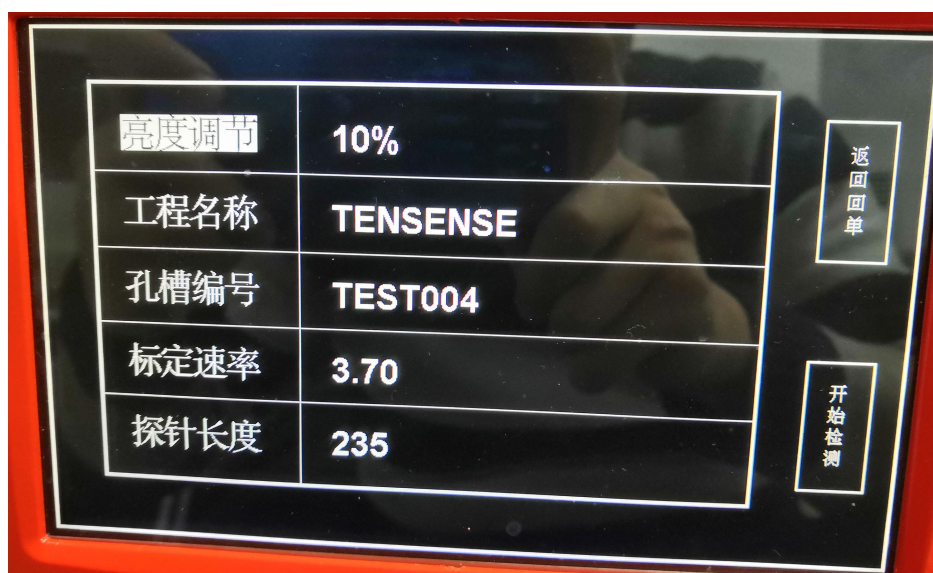 亮度调节 10%
工程名称 TENSENSE
孔槽编号 TEST004
标定速率 3.70
探针长度 235
返回回单
开始检测